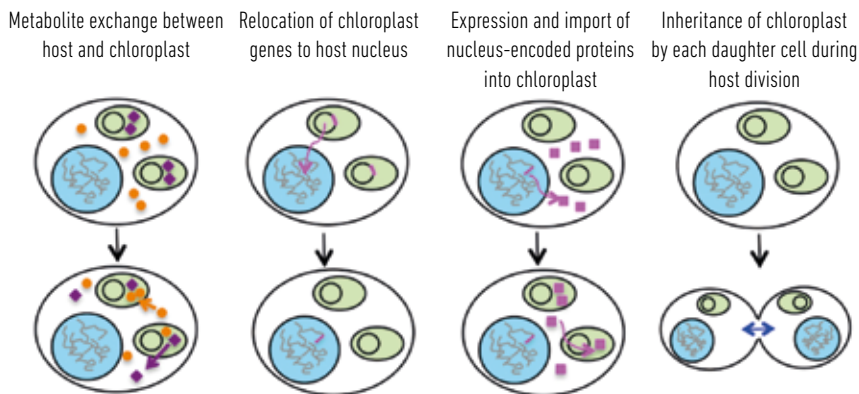 Metabolite exchange between
host and chloroplast
Relocation of chloroplast
genes to host nucleus
Expression and import of
nucleus-encoded proteins
into chloroplast
Inheritance of chloroplast
by each daughter cell during
host division